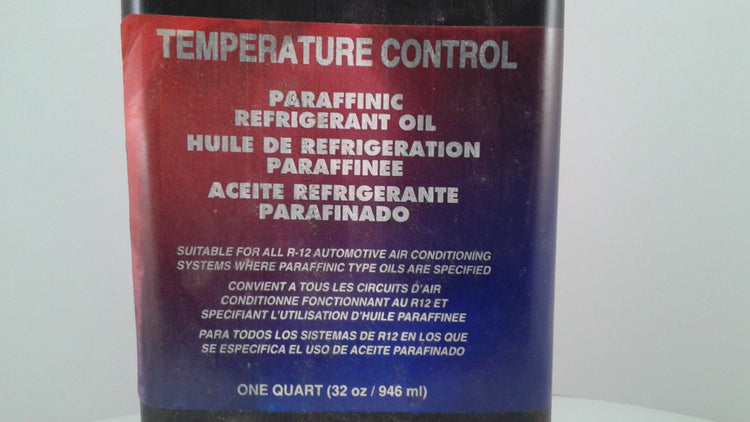 TEMPERATURE CONTROL
PARAFFINIC
REFRIGERANT OIL
HUILE DE REFRIGERATION
PARAFFINEE
ACEITE REFRIGERANTE
PARAFINADO
SUITABLE FOR ALL R-12 AUTOMOTIVE AIR CONDITIONING
SYSTEMS WHERE PARAFFINIC TYPE OILS ARE SPECIFIED
CONVIENT A TOUS LES CIRCUITS D'AIR
CONDITIONNE FONCTIONNANT AU R12 ET
SPECIFIANT L'UTILISATION D'HUILE PARAFFINEE
PARA TODOS LOS SISTEMAS DE R12 EN LOS QUE
SE ESPECIFICA EL USO DE ACEITE PARAFINADO
ONE QUART (32 oz / 946 ml)